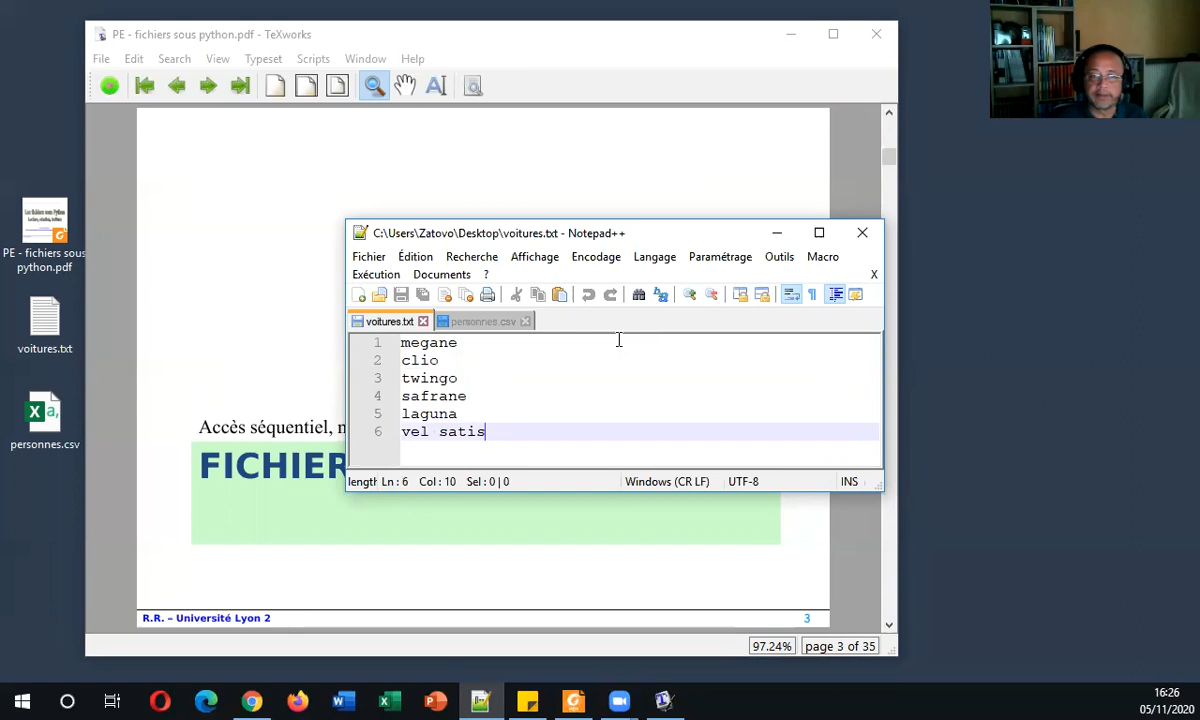 PE - fichiers sous python.pdf - TeXworks
File Edit Search View Typeset Scripts Window Help
Accès séquentiel, n
FICHIER
R.R. – Université Lyon 2
3
97.24%
page 3 of 35
C:\Users\Zatovo\Desktop\voitures.txt - Notepad++
Fichier Édition Recherche Affichage Encodage Langage Paramétrage Outils Macro
Exécution Documents ? X
voitures.txt personnes.csv
1 megane
2 clio
3 twingo
4 safrane
5 laguna
6 vel satis
length Ln : 6 Col : 10 Sel : 0 | 0 Windows (CR LF) UTF-8 INS
PE - fichiers sous
python.pdf
voitures.txt
personnes.csv
16:26
05/11/2020